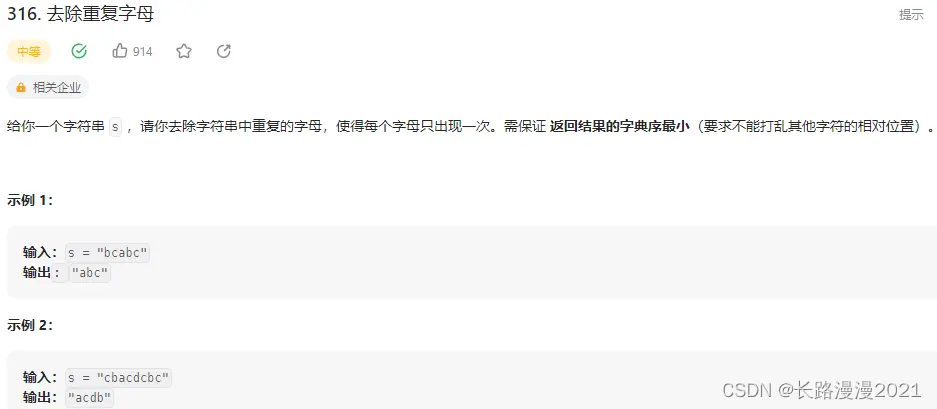 316. 去除重复字母
提示
中等 914
相关企业
给你一个字符串 s ，请你去除字符串中重复的字母，使得每个字母只出现一次。需保证 返回结果的字典序最小（要求不能打乱其他字符的相对位置）。
示例 1：
输入：s = "bcabc"
输出："abc"
示例 2：
输入：s = "cbacdcbc"
输出："acdb"
CSDN @长路漫漫2021